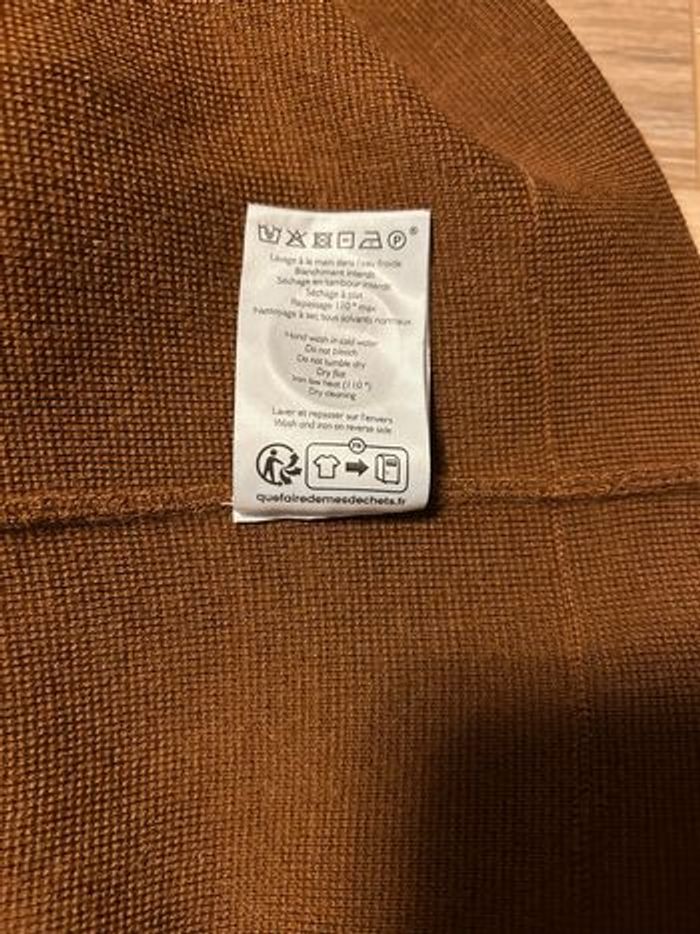 P
Lavage à la main dans l'eau froide
Blanchiment interdit
Séchage en tambour interdit
Séchage à plat
Repassage 110° max
Nettoyage à sec tous solvants normaux
Hand wash in cold water
Do not bleach
Do not tumble dry
Dry flat
Iron low heat (110°)
Dry cleaning
Laver et repasser sur l'envers
Wash and iron on reverse side
FR
quefairedemesdechets.fr